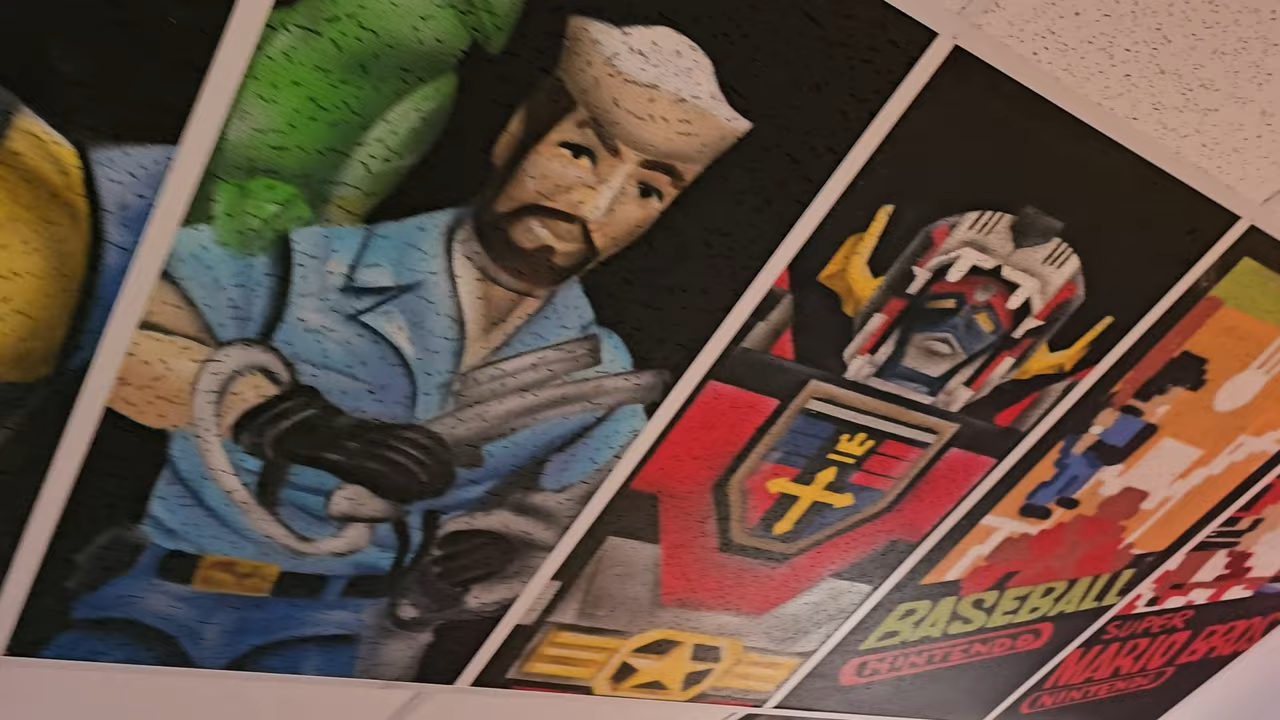 BASEBALL
NINTENDO
SUPER
MARIO BROS
NINTENDO